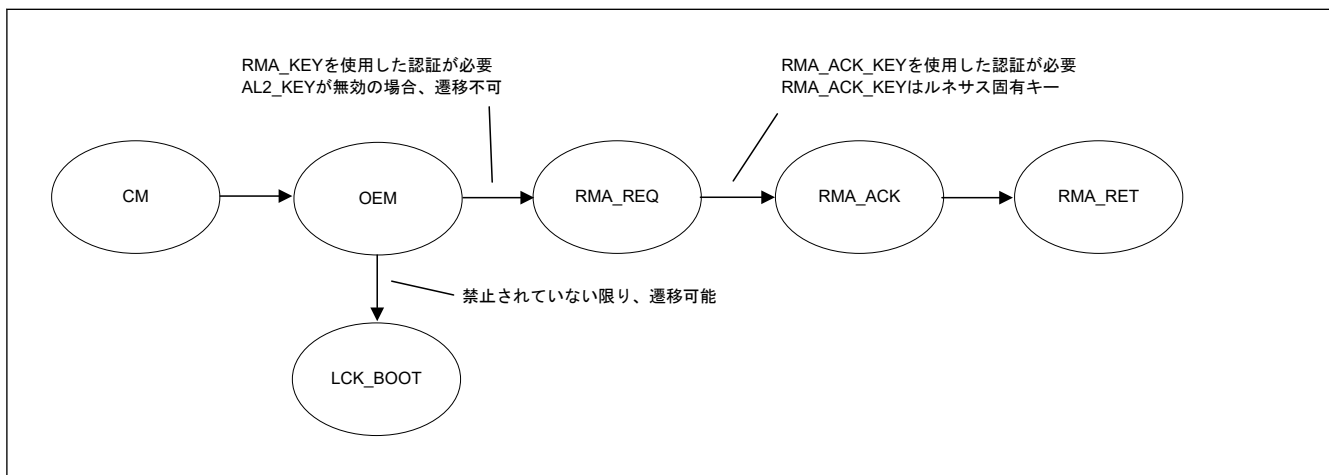 RMA_KEYを使用した認証が必要
AL2_KEYが無効の場合、遷移不可
RMA_ACK_KEYを使用した認証が必要
RMA_ACK_KEYはルネサス固有キー
CM
OEM
RMA_REQ
RMA_ACK
RMA_RET
禁止されていない限り、遷移可能
LCK_BOOT